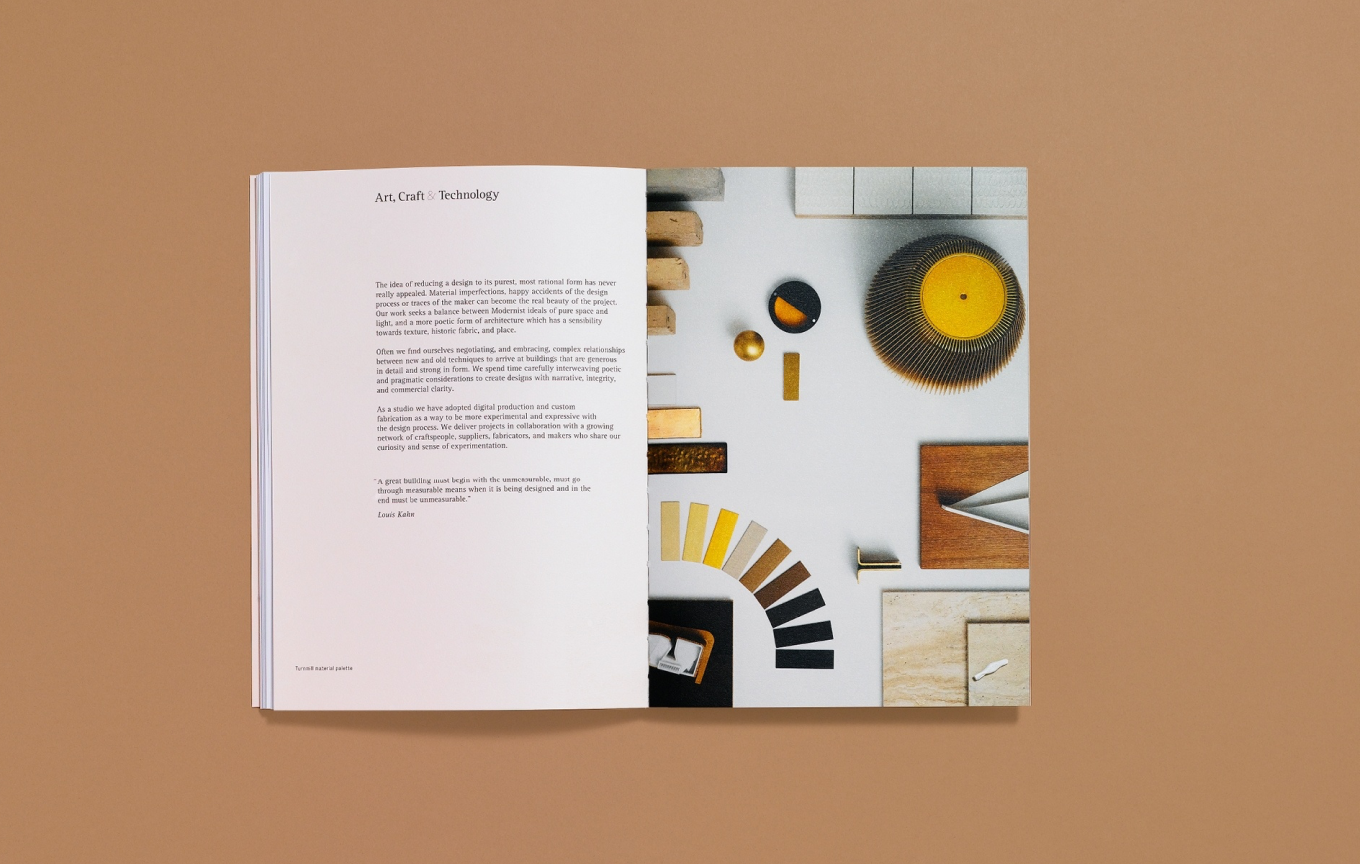 Art, Craft & Technology
The idea of reducing a design to its purest, most rational form has never
really appealed. Material imperfections, happy accidents of the design
process or traces of the maker can become the real beauty of the project.
Our work seeks a balance between Modernist ideals of pure space and
light, and a more poetic form of architecture which has a sensibility
towards texture, historic fabric, and place.
Often we find ourselves negotiating, and embracing, complex relationships
between new and old techniques to arrive at buildings that are generous
in detail and strong in form. We spend time carefully interweaving poetic
and pragmatic considerations to create designs with narrative, integrity,
and commercial clarity.
As a studio we have adopted digital production and custom
fabrication as a way to be more experimental and expressive with
the design process. We deliver projects in collaboration with a growing
network of craftspeople, suppliers, fabricators, and makers who share our
curiosity and sense of experimentation.
“A great building must begin with the unmeasurable, must go
through measurable means when it is being designed and in the
end must be unmeasurable.”
Louis Kahn
Turnmill material palette.